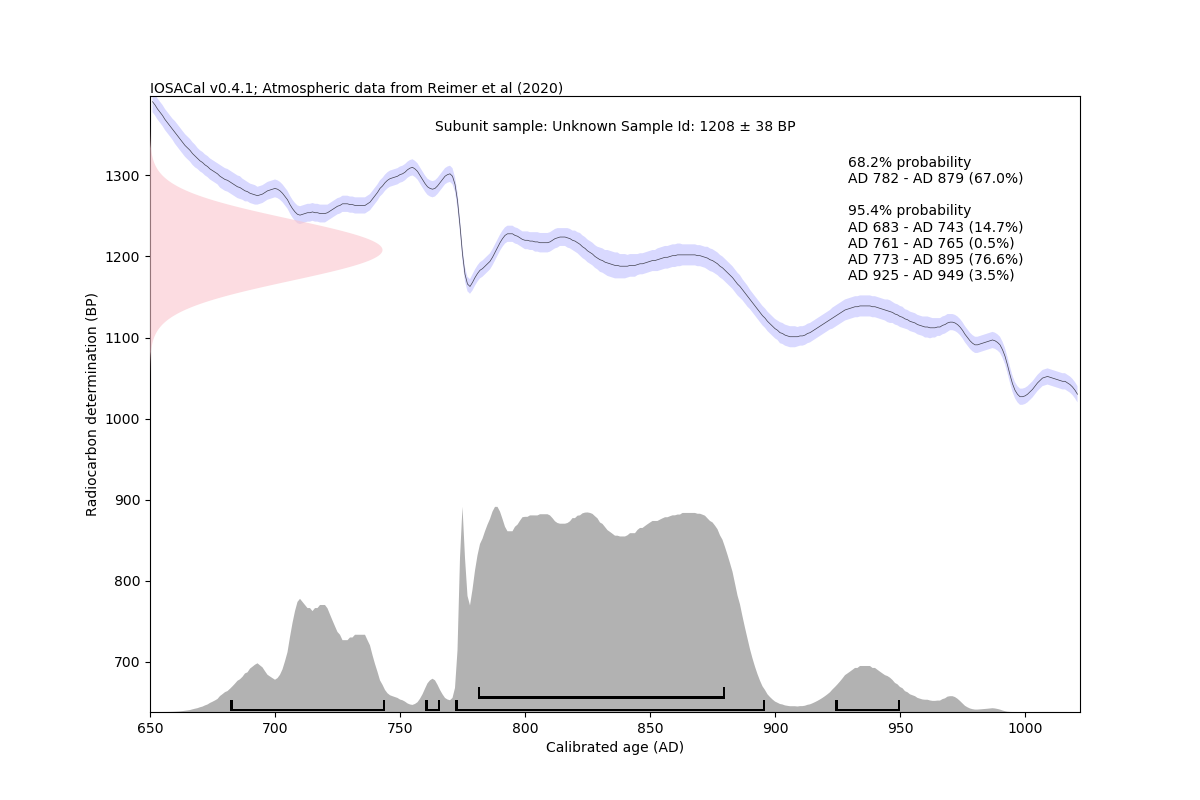 IOSACal v0.4.1; Atmospheric data from Reimer et al (2020)
Subunit sample: Unknown Sample Id: 1208 ± 38 BP
68.2% probability
AD 782 - AD 879 (67.0%)
95.4% probability
AD 683 - AD 743 (14.7%)
AD 761 - AD 765 (0.5%)
AD 773 - AD 895 (76.6%)
AD 925 - AD 949 (3.5%)
Radiocarbon determination (BP)
1300
1200
1100
1000
900
800
700
650 700 750 800 850 900 950 1000
Calibrated age (AD)